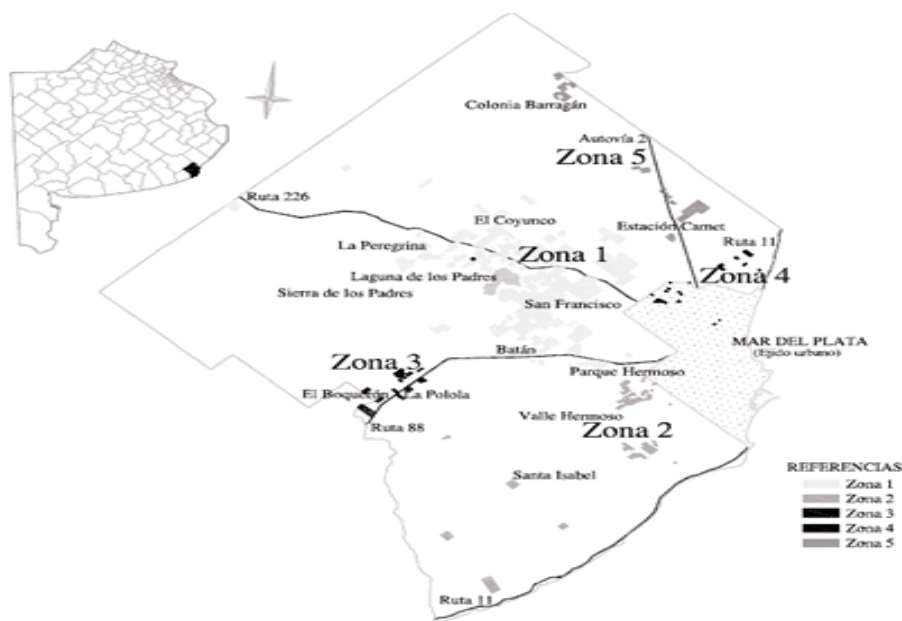 Colonia Barragán
Autovía 2
Zona 5
Ruta 226
El Coyunco
Estación Camet
La Peregrina
Zona 1
Ruta 11
Laguna de los Padres
Zona 4
Sierra de los Padres
San Francisco
MAR DEL PLATA
(Ejido urbano)
Batán
Zona 3
Parque Hermoso
El Boquerón
La Polola
Valle Hermoso
Ruta 88
Zona 2
Santa Isabel
REFERENCIAS
Zona 1
Zona 2
Zona 3
Zona 4
Zona 5
Ruta 11